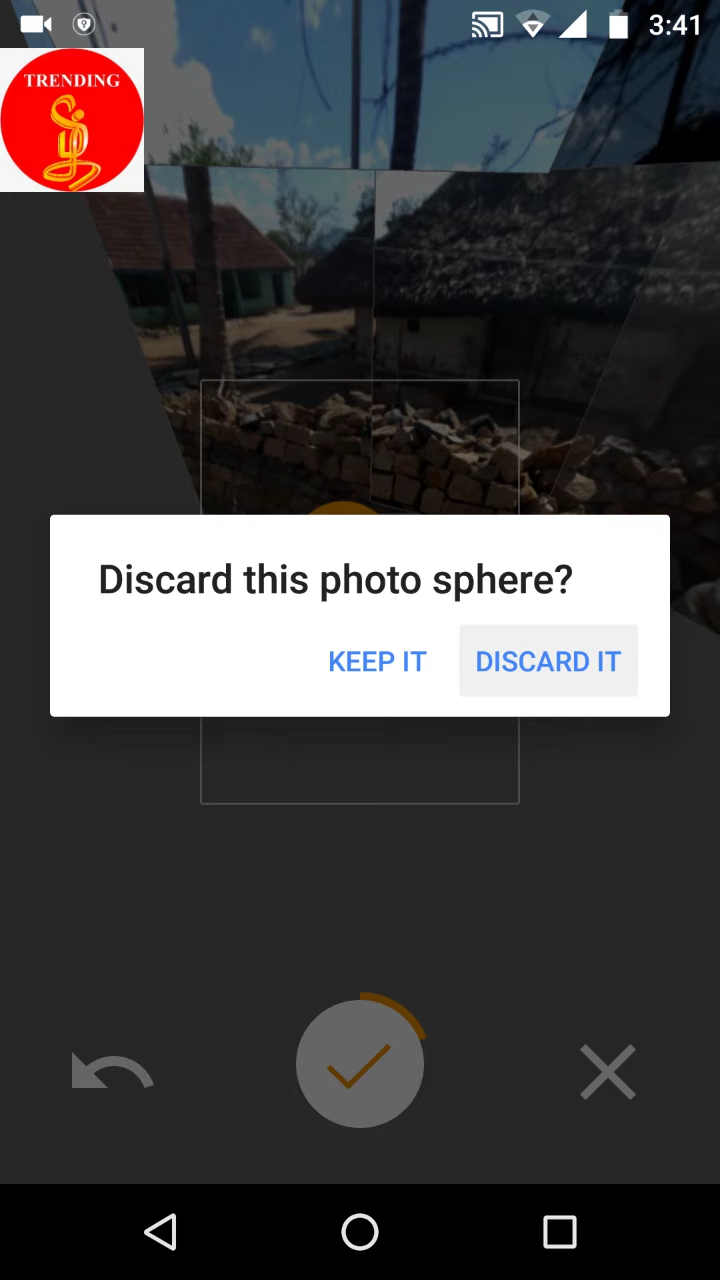 3:41
TRENDING
Discard this photo sphere?
KEEP IT
DISCARD IT